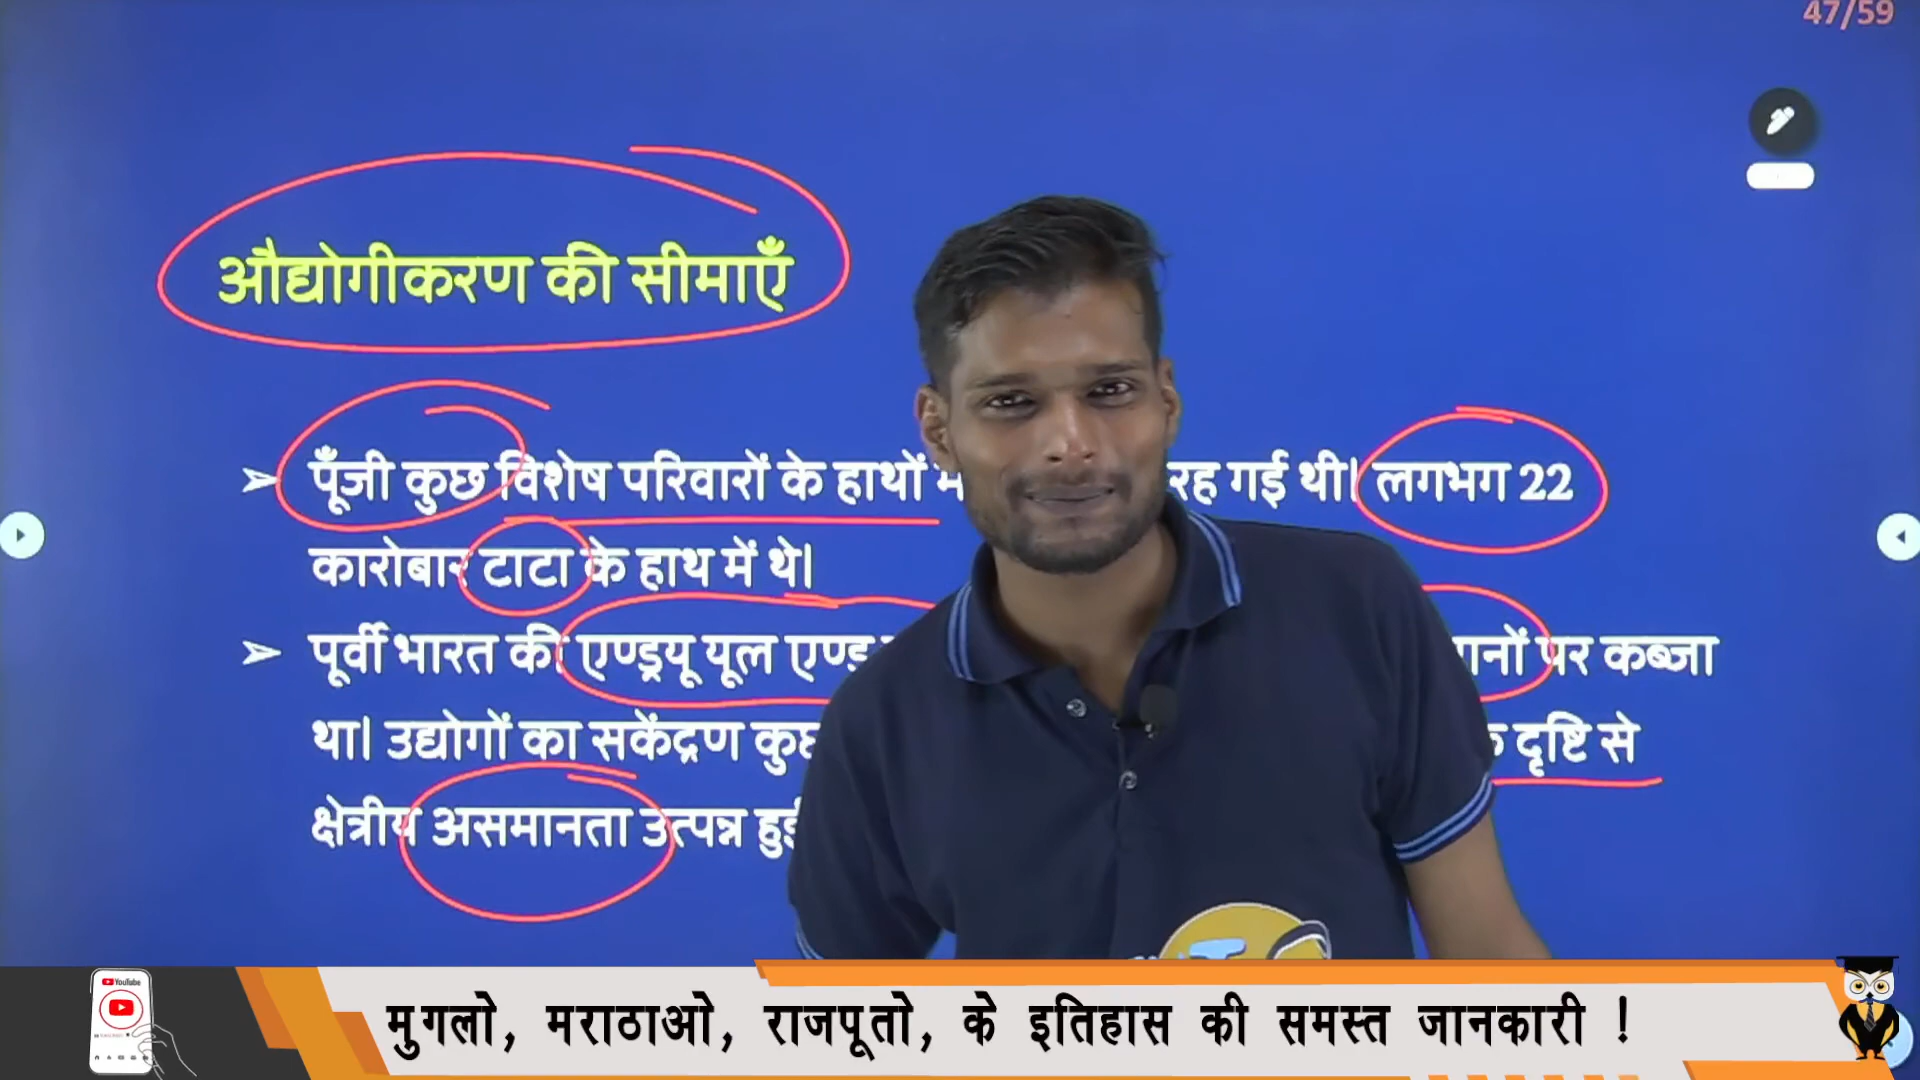 47/59
औद्योगीकरण की सीमाएँ
पूँजी कुछ विशेष परिवारों के हाथों रह गई थी। लगभग 22
कारोबार टाटा के हाथ में थे।
पूर्वी भारत की एण्ड्रयू यूल एण्ड पर कब्जा
था। उद्योगों का सकेंद्रण कुछ दृष्टि से
क्षेत्रीय असमानता उत्पन्न हुई
YouTube
मुगलो, मराठाओ, राजपूतो, के इतिहास की समस्त जानकारी !